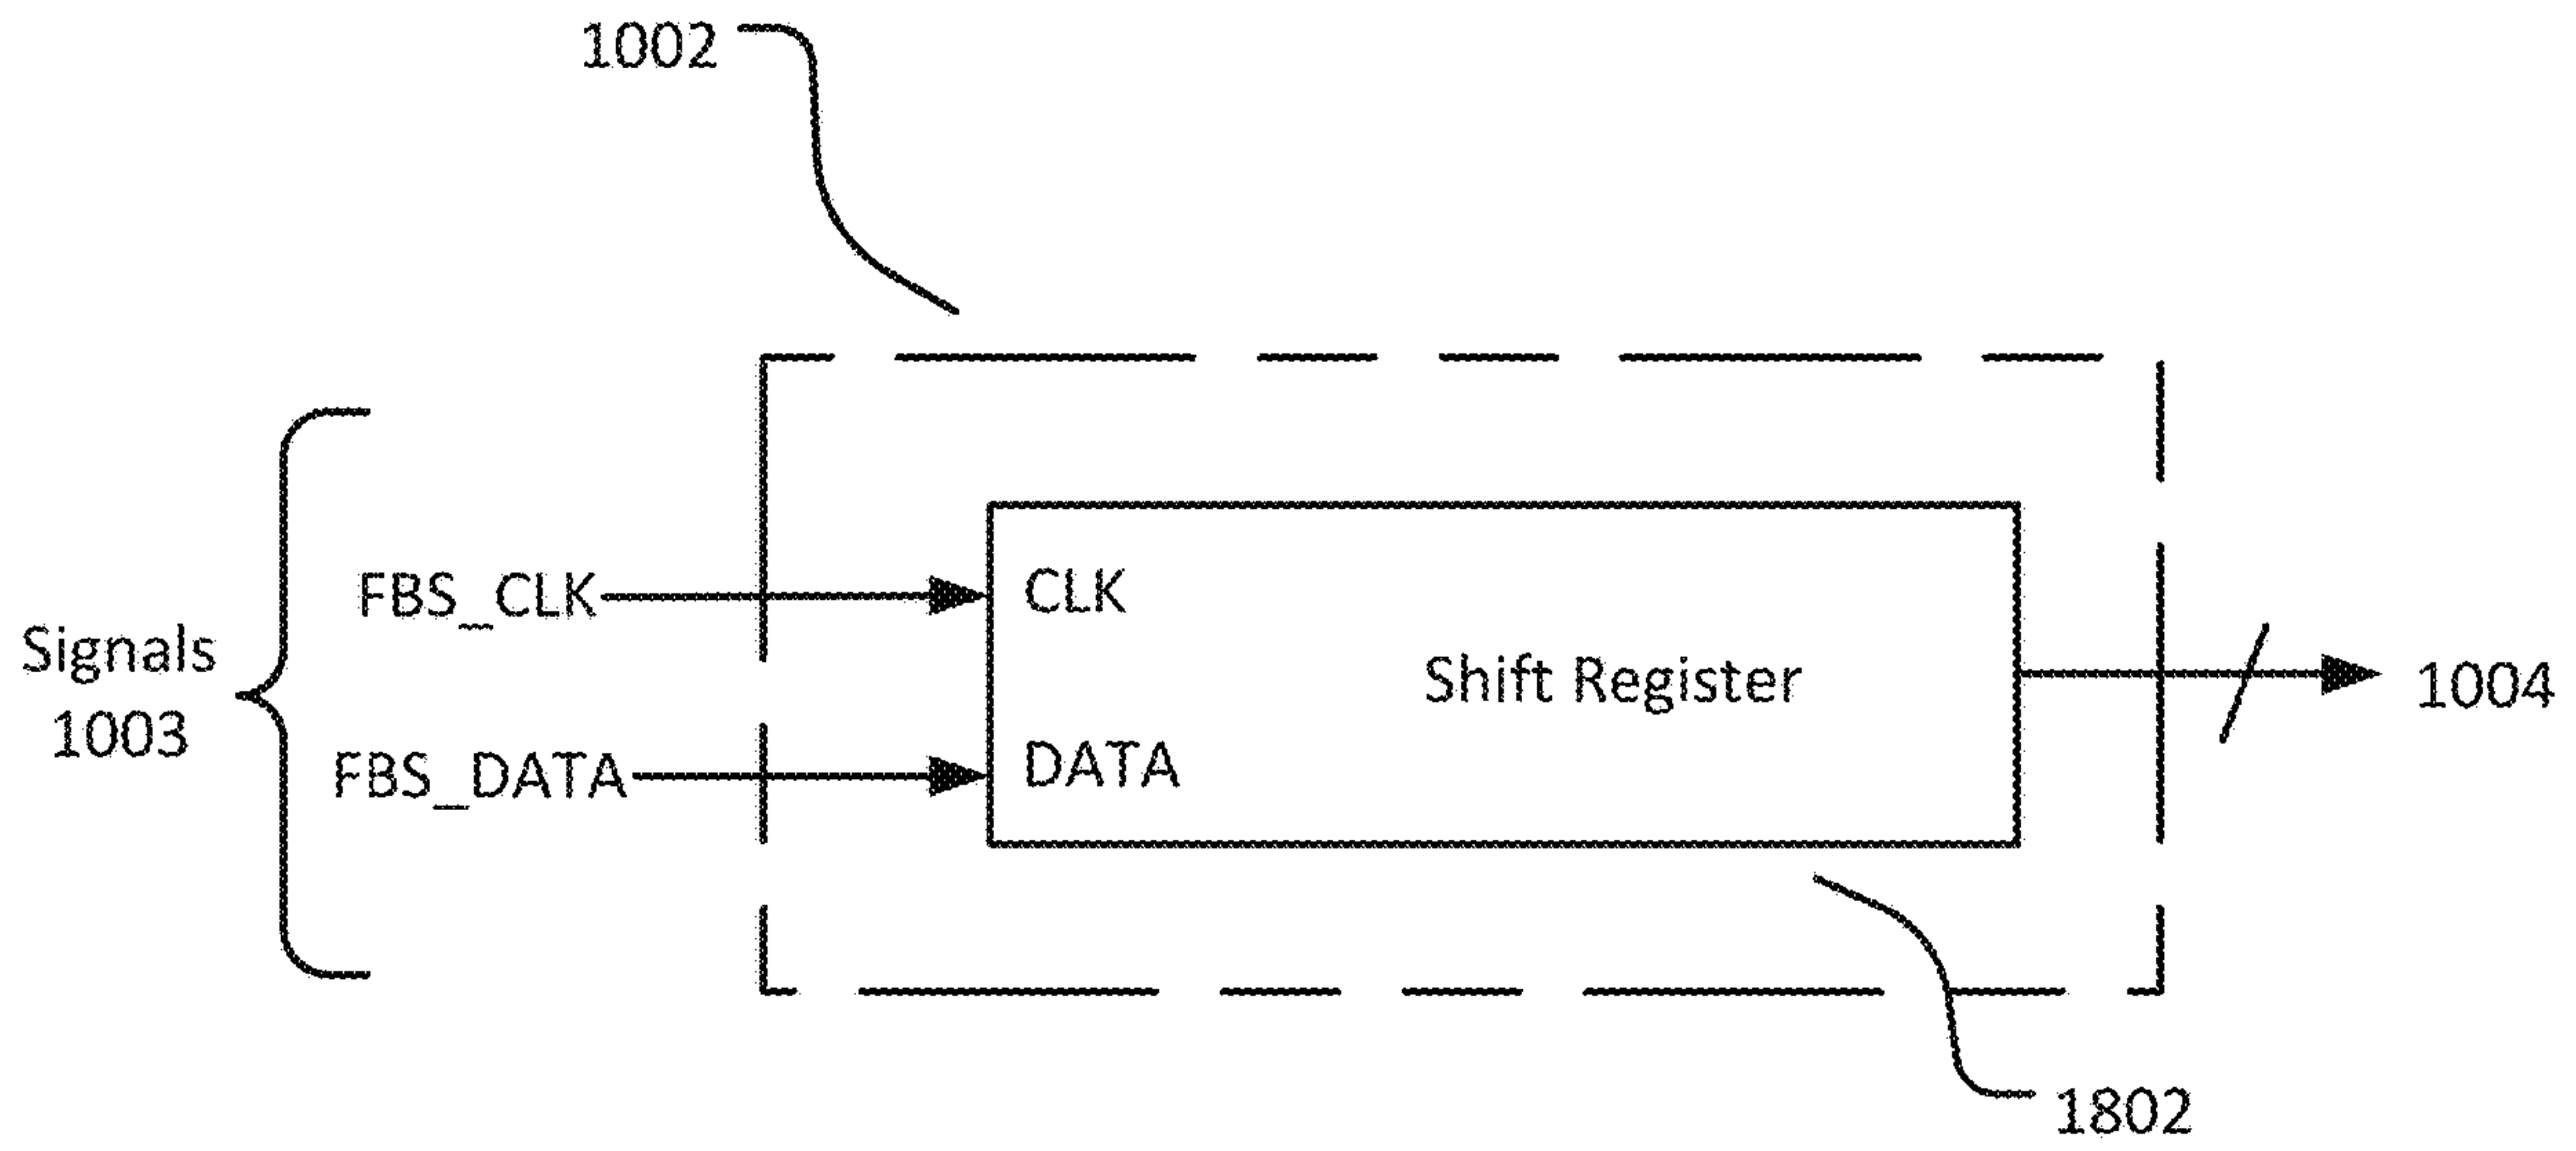 1002
FBS_CLK
CLK
Signals
1003
Shift Register
1004
FBS_DATA
DATA
1802